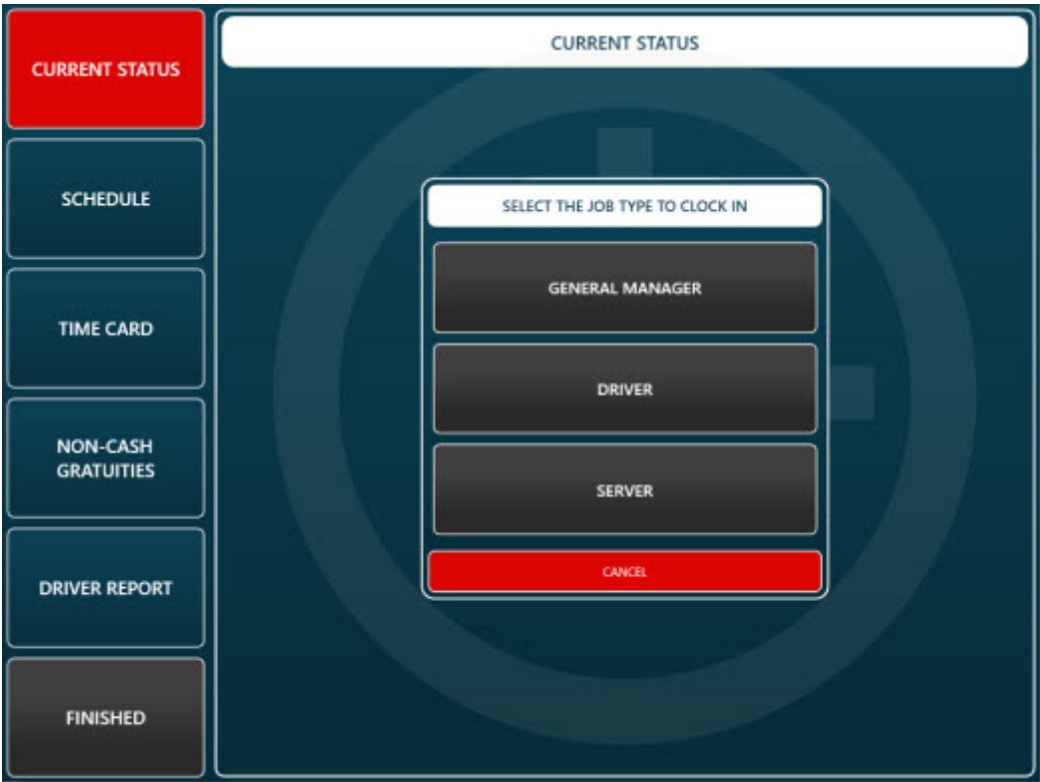 CURRENT STATUS
SCHEDULE
TIME CARD
NON-CASH
GRATUITIES
DRIVER REPORT
FINISHED
CURRENT STATUS
SELECT THE JOB TYPE TO CLOCK IN
GENERAL MANAGER
DRIVER
SERVER
CANCEL